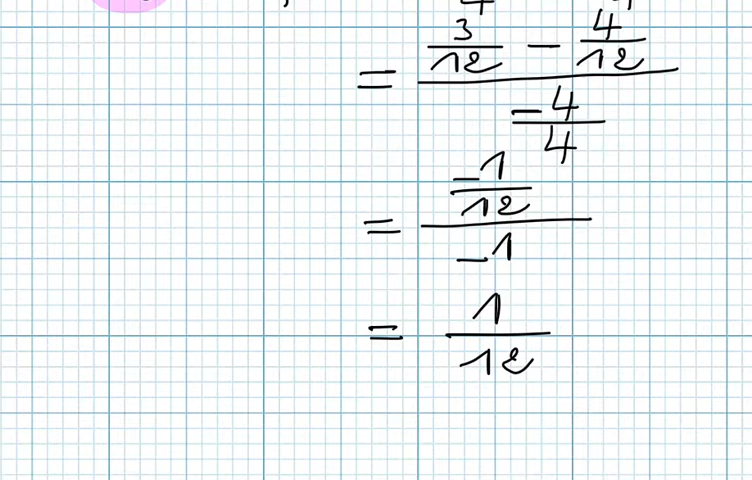 = (3/12 − 4/12) / (−4/4)
= (−1/12) / −1
= 1/12